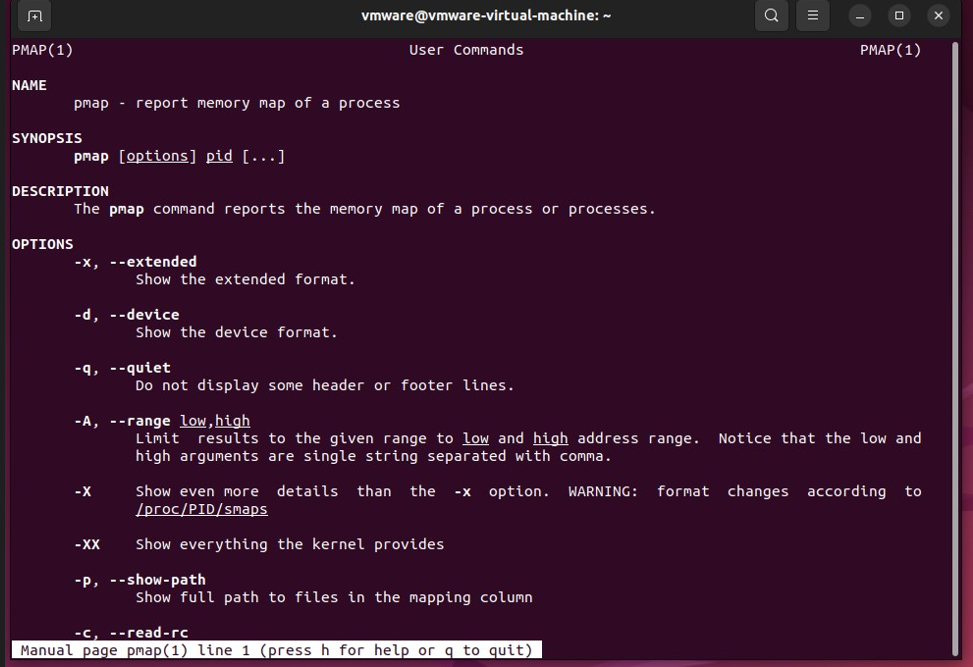 vmware@vmware-virtual-machine: ~
PMAP(1) User Commands PMAP(1)
NAME
pmap - report memory map of a process
SYNOPSIS
pmap [options] pid [...]
DESCRIPTION
The pmap command reports the memory map of a process or processes.
OPTIONS
-x, --extended
Show the extended format.
-d, --device
Show the device format.
-q, --quiet
Do not display some header or footer lines.
-A, --range low,high
Limit results to the given range to low and high address range. Notice that the low and
high arguments are single string separated with comma.
-X Show even more details than the -x option. WARNING: format changes according to
/proc/PID/smaps
-XX Show everything the kernel provides
-p, --show-path
Show full path to files in the mapping column
-c, --read-rc
Manual page pmap(1) line 1 (press h for help or q to quit)